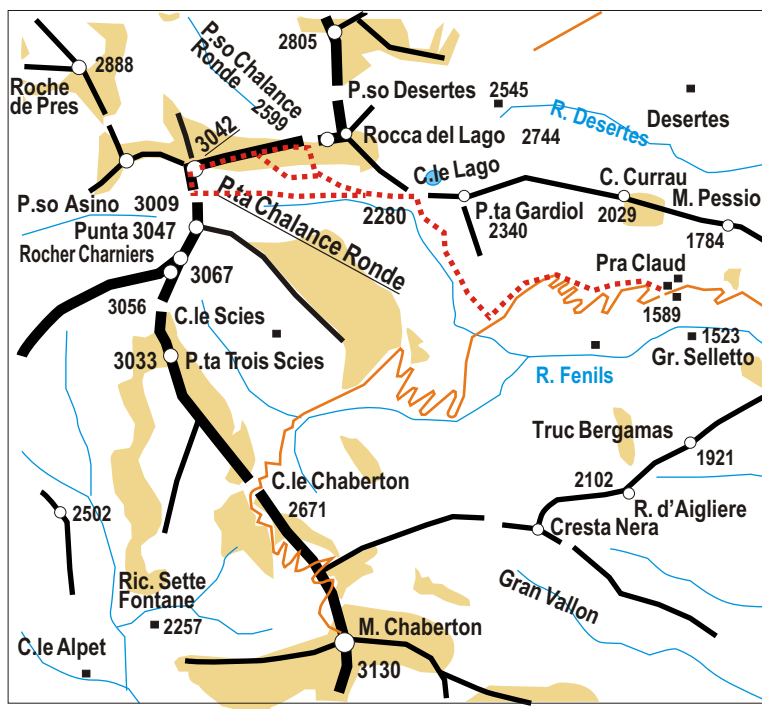 2805
2888
P.so Chalance
Ronde
2599
Roche
de Pres
P.so Desertes
2545
Desertes
R. Desertes
3042
Rocca del Lago
2744
C.le Lago
C. Currau
M. Pessio
P.so Asino
3009
2280
P.ta Gardiol
2340
2029
1784
P.ta Chalance Ronde
Punta 3047
Rocher Charniers
3067
Pra Claud
3056
1589
C.le Scies
1523
3033
P.ta Trois Scies
R. Fenils
Gr. Selletto
Truc Bergamas
1921
C.le Chaberton
2671
2102
R. d'Aigliere
2502
Cresta Nera
Ric. Sette
Fontane
2257
Gran Vallon
M. Chaberton
C.le Alpet
3130